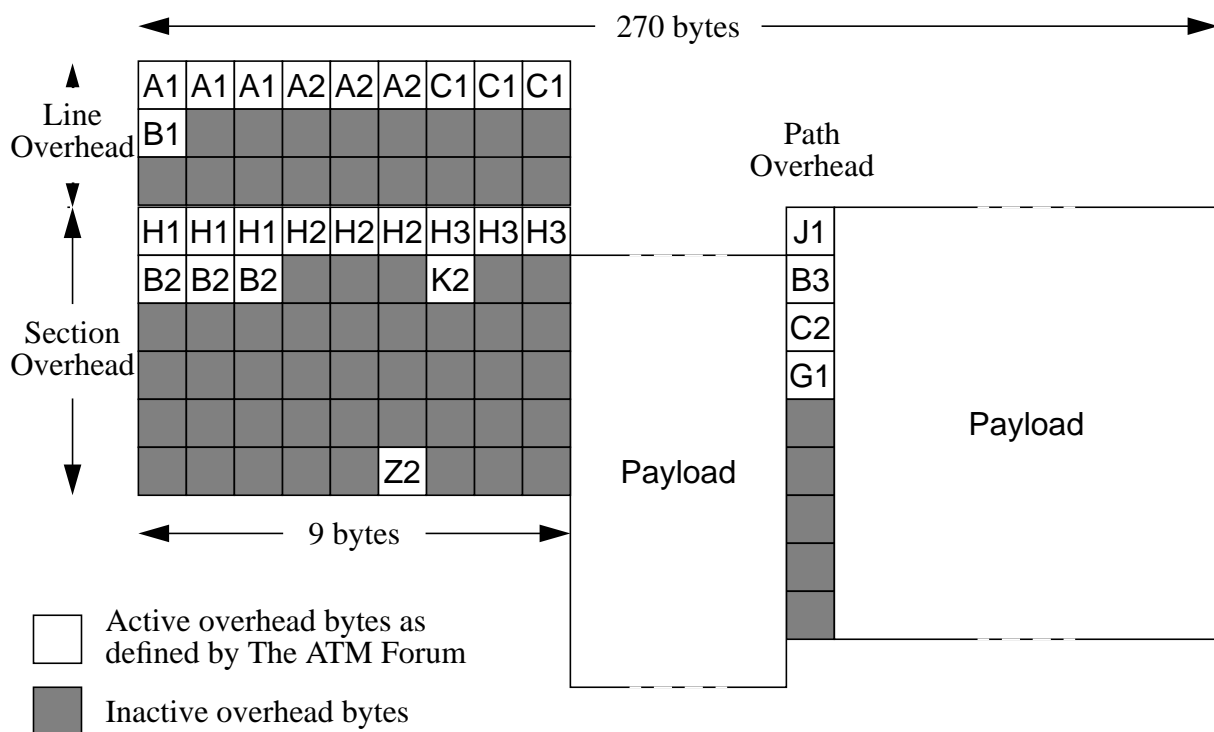 270 bytes
A1 A1 A1 A2 A2 A2 C1 C1 C1
Line
Overhead
B1
Path
Overhead
H1 H1 H1 H2 H2 H2 H3 H3 H3
J1
B2 B2 B2 K2
B3
Section
Overhead
C2
G1
Payload
Z2
Payload
9 bytes
Active overhead bytes as
defined by The ATM Forum
Inactive overhead bytes